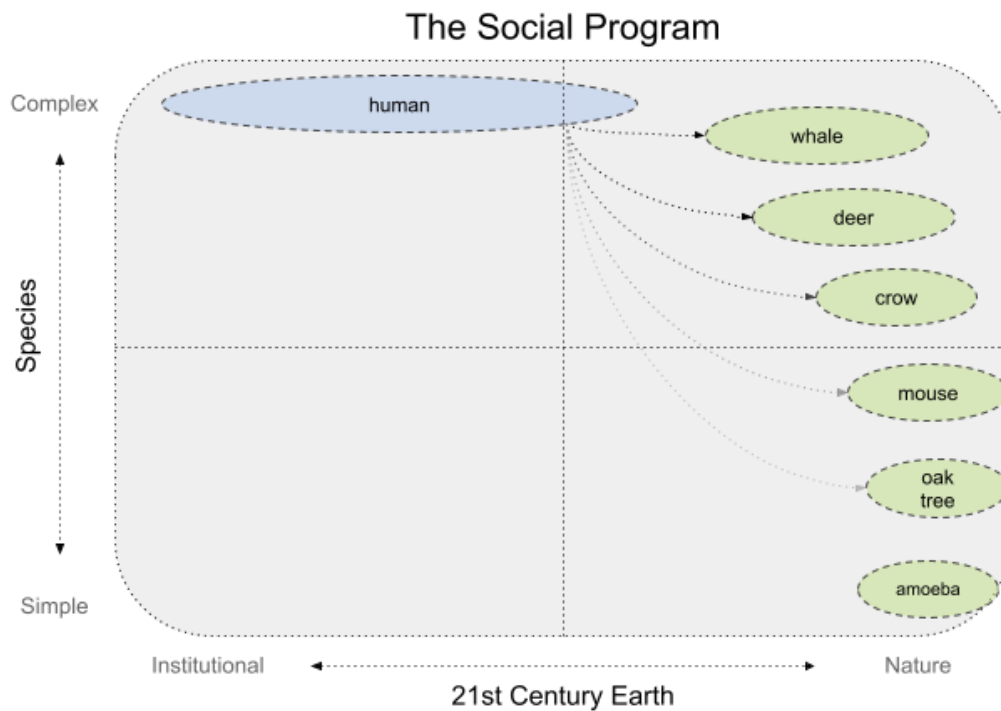 The Social Program
Complex
human
whale
deer
crow
Species
mouse
oak
tree
amoeba
Simple
Institutional
Nature
21st Century Earth